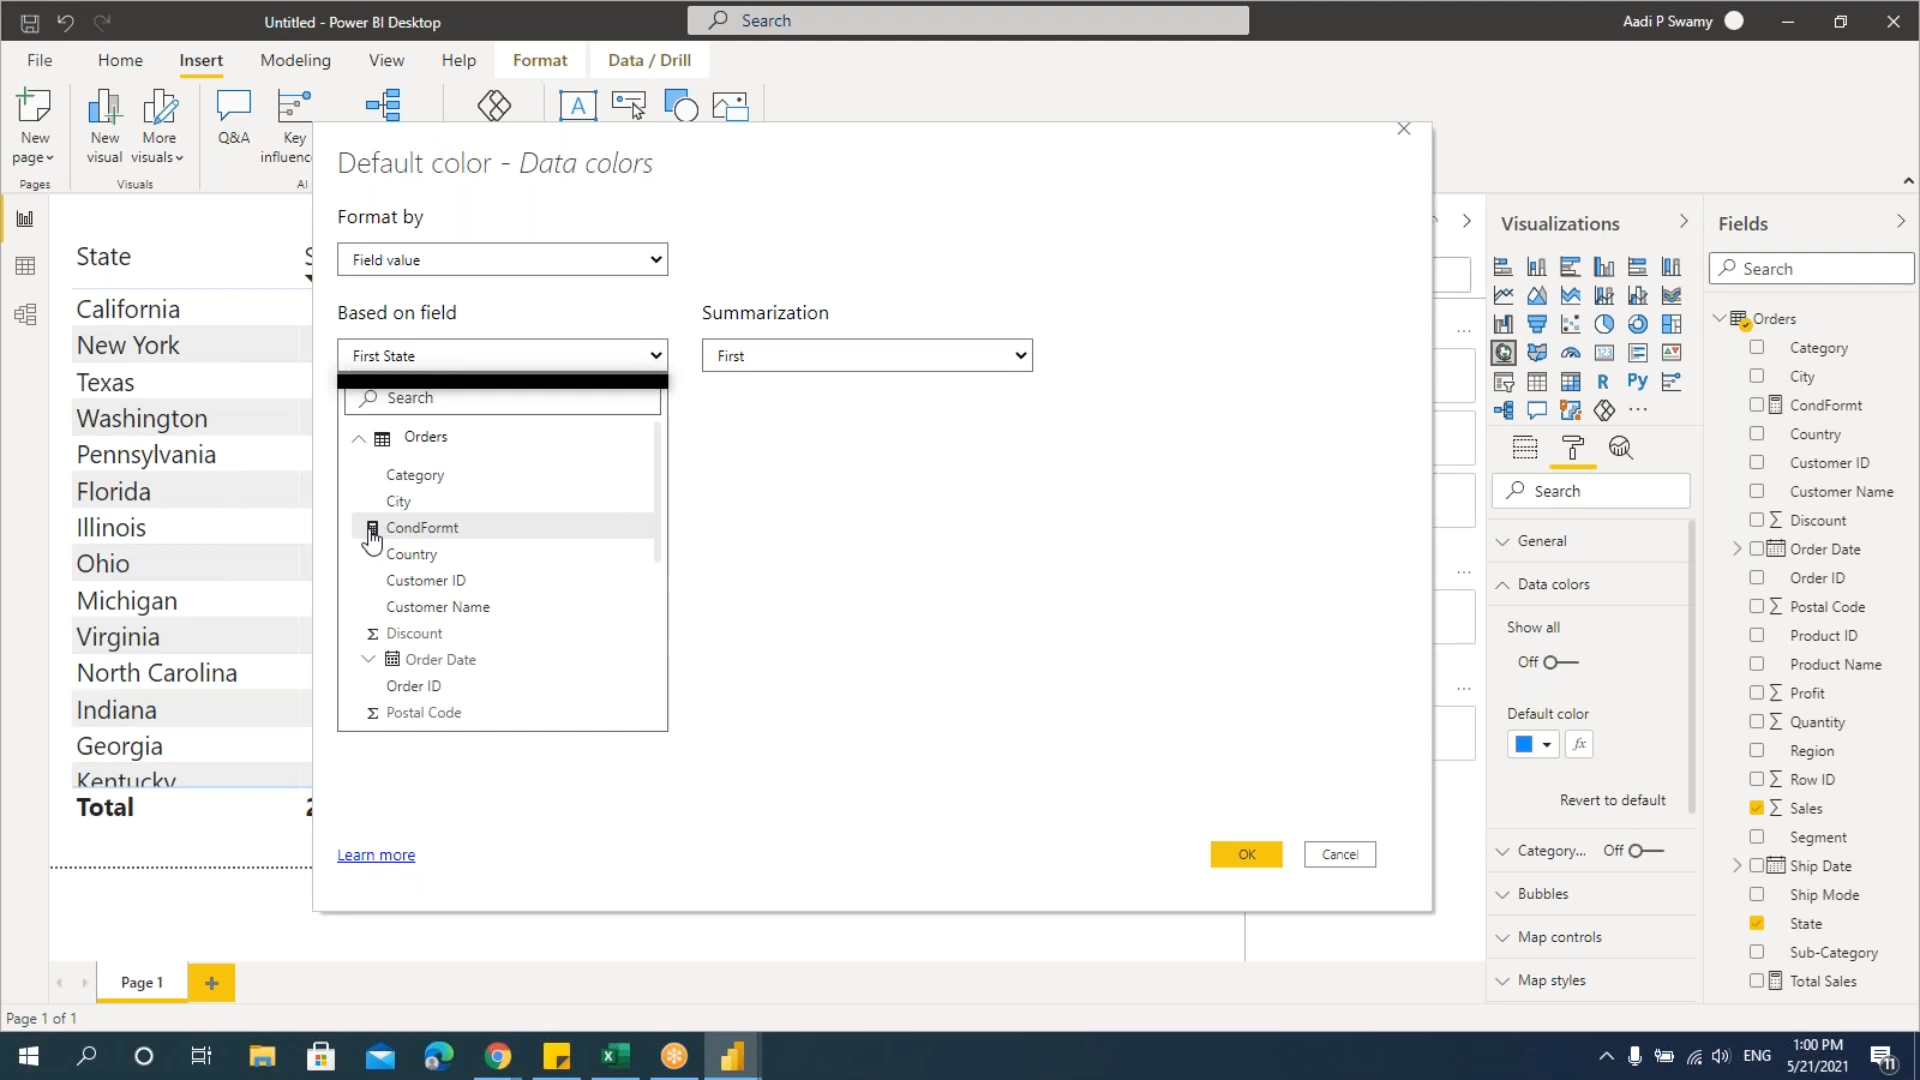 Untitled - Power BI Desktop
Search
Aadi P Swamy
File
Home
Insert
Modeling
View
Help
Format
Data / Drill
New
page
New
visual
More
visuals
Q&A
Key
influenc
Pages
Visuals
AI
State
California
New York
Texas
Washington
Pennsylvania
Florida
Illinois
Ohio
Michigan
Virginia
North Carolina
Indiana
Georgia
Kentucky
Total
Default color - Data colors
Format by
Field value
Based on field
First State
Summarization
First
Search
Orders
Category
City
CondFormt
Country
Customer ID
Customer Name
Discount
Order Date
Order ID
Postal Code
Learn more
OK
Cancel
Visualizations
R
Py
Search
General
Data colors
Show all
Off
Default color
fx
Revert to default
Category... Off
Bubbles
Map controls
Map styles
Fields
Search
Orders
Category
City
CondFormt
Country
Customer ID
Customer Name
Discount
Order Date
Order ID
Postal Code
Product ID
Product Name
Profit
Quantity
Region
Row ID
Sales
Segment
Ship Date
Ship Mode
State
Sub-Category
Total Sales
Page 1
Page 1 of 1
ENG
1:00 PM
5/21/2021
11